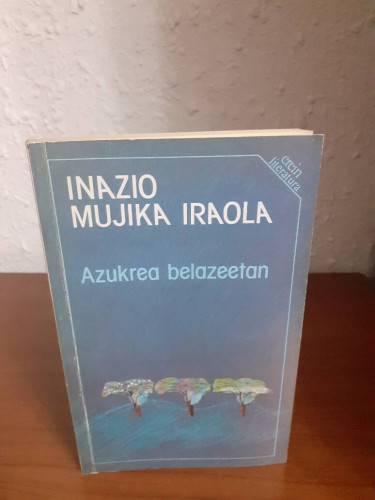 erein
literatura
INAZIO
MUJIKA IRAOLA
Azukrea belazeetan